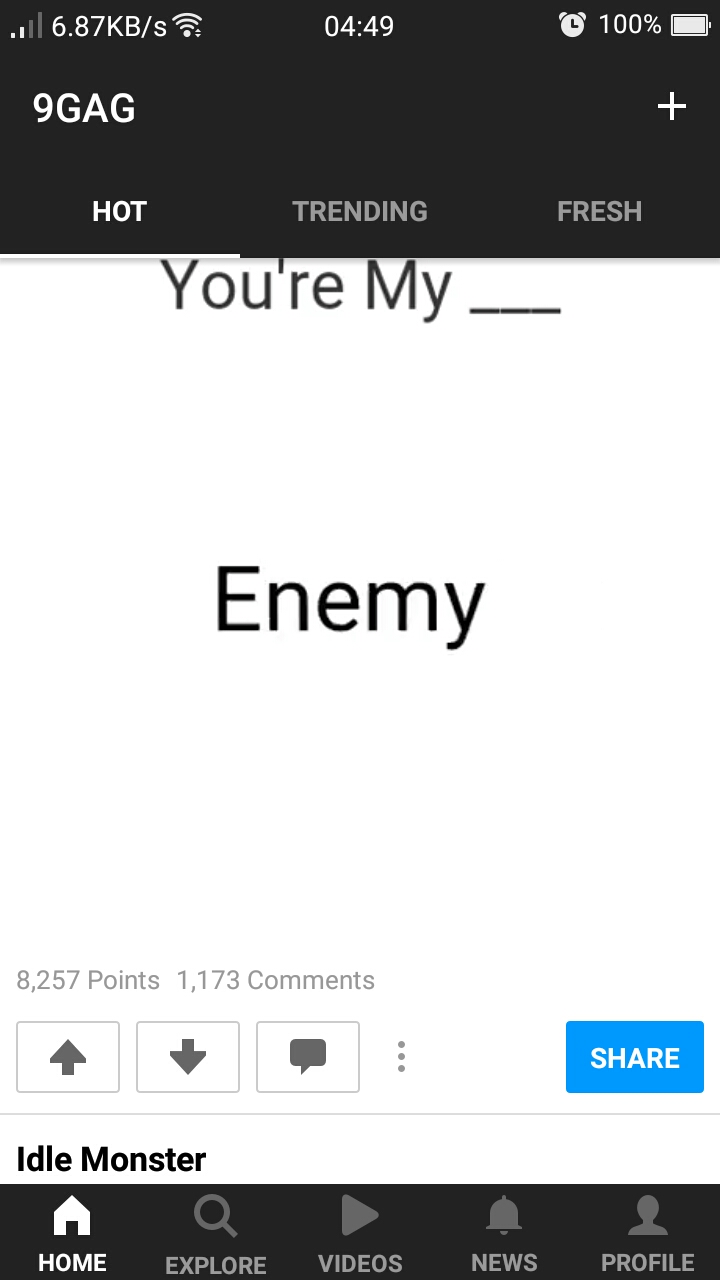 6.87KB/s 04:49 100%
9GAG +
HOT TRENDING FRESH
You're My ___
Enemy
8,257 Points 1,173 Comments
SHARE
Idle Monster
HOME EXPLORE VIDEOS NEWS PROFILE